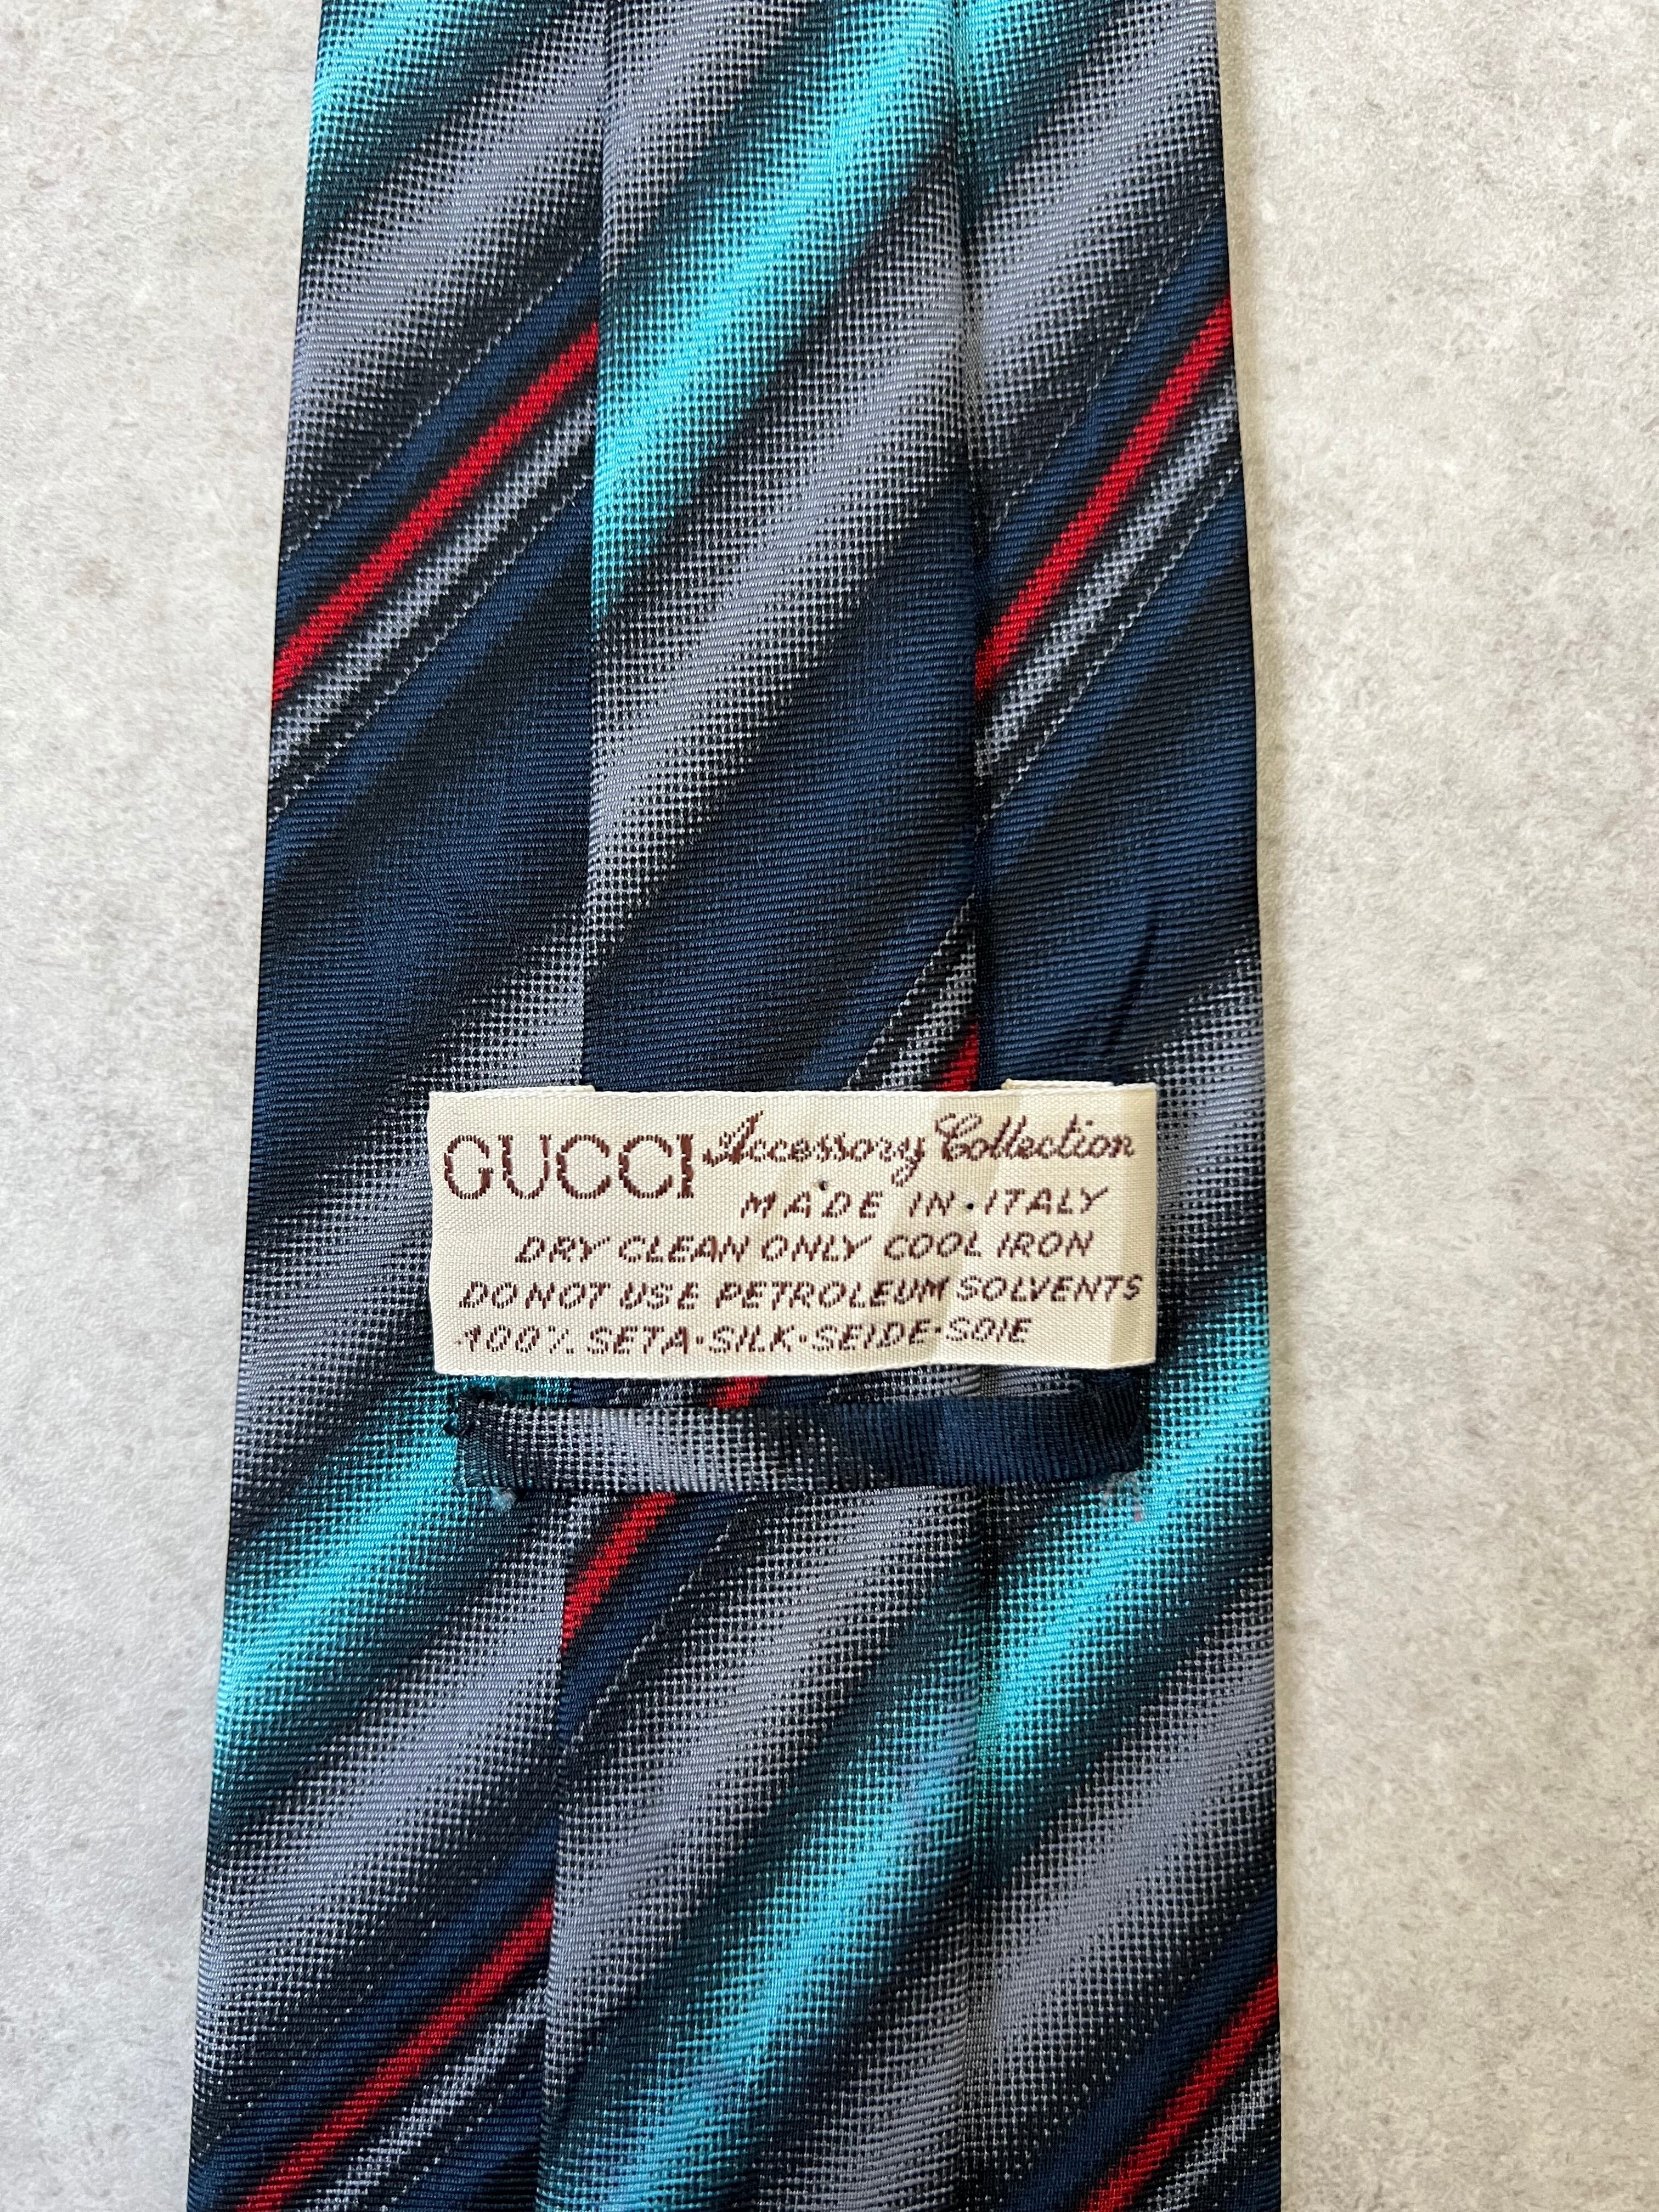 GUCCI Accessory Collection
MADE IN·ITALY
DRY CLEAN ONLY COOL IRON
DO NOT USE PETROLEUM SOLVENTS
100% SETA·SILK·SEIDE·SOIE